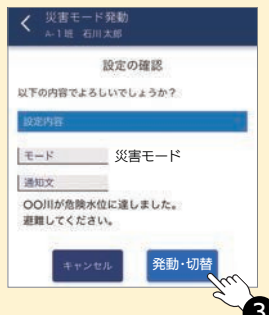 災害モード発動
A-1班 石川太郎
設定の確認
以下の内容でよろしいでしょうか？
設定内容
モード 災害モード
通知文
〇〇川が危険水位に達しました。
避難してください。
キャンセル 発動・切替
3